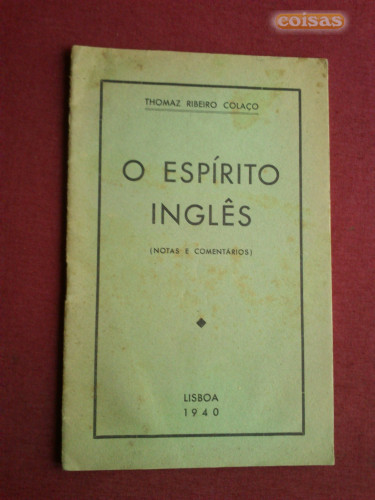 coisas
THOMAZ RIBEIRO COLAÇO
O ESPÍRITO
INGLÊS
(NOTAS E COMENTÁRIOS)
LISBOA
1940